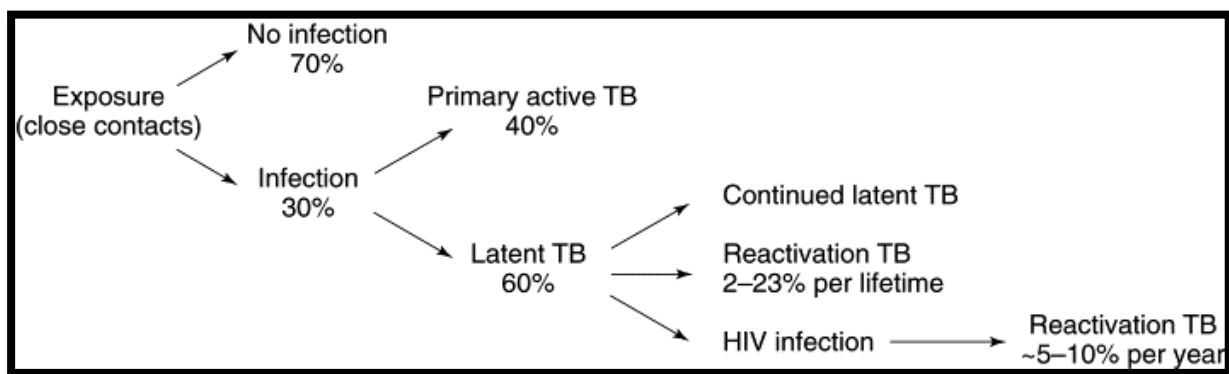 No infection
70%
Exposure
(close contacts)
Primary active TB
40%
Infection
30%
Continued latent TB
Latent TB
60%
Reactivation TB
2–23% per lifetime
HIV infection
Reactivation TB
~5–10% per year